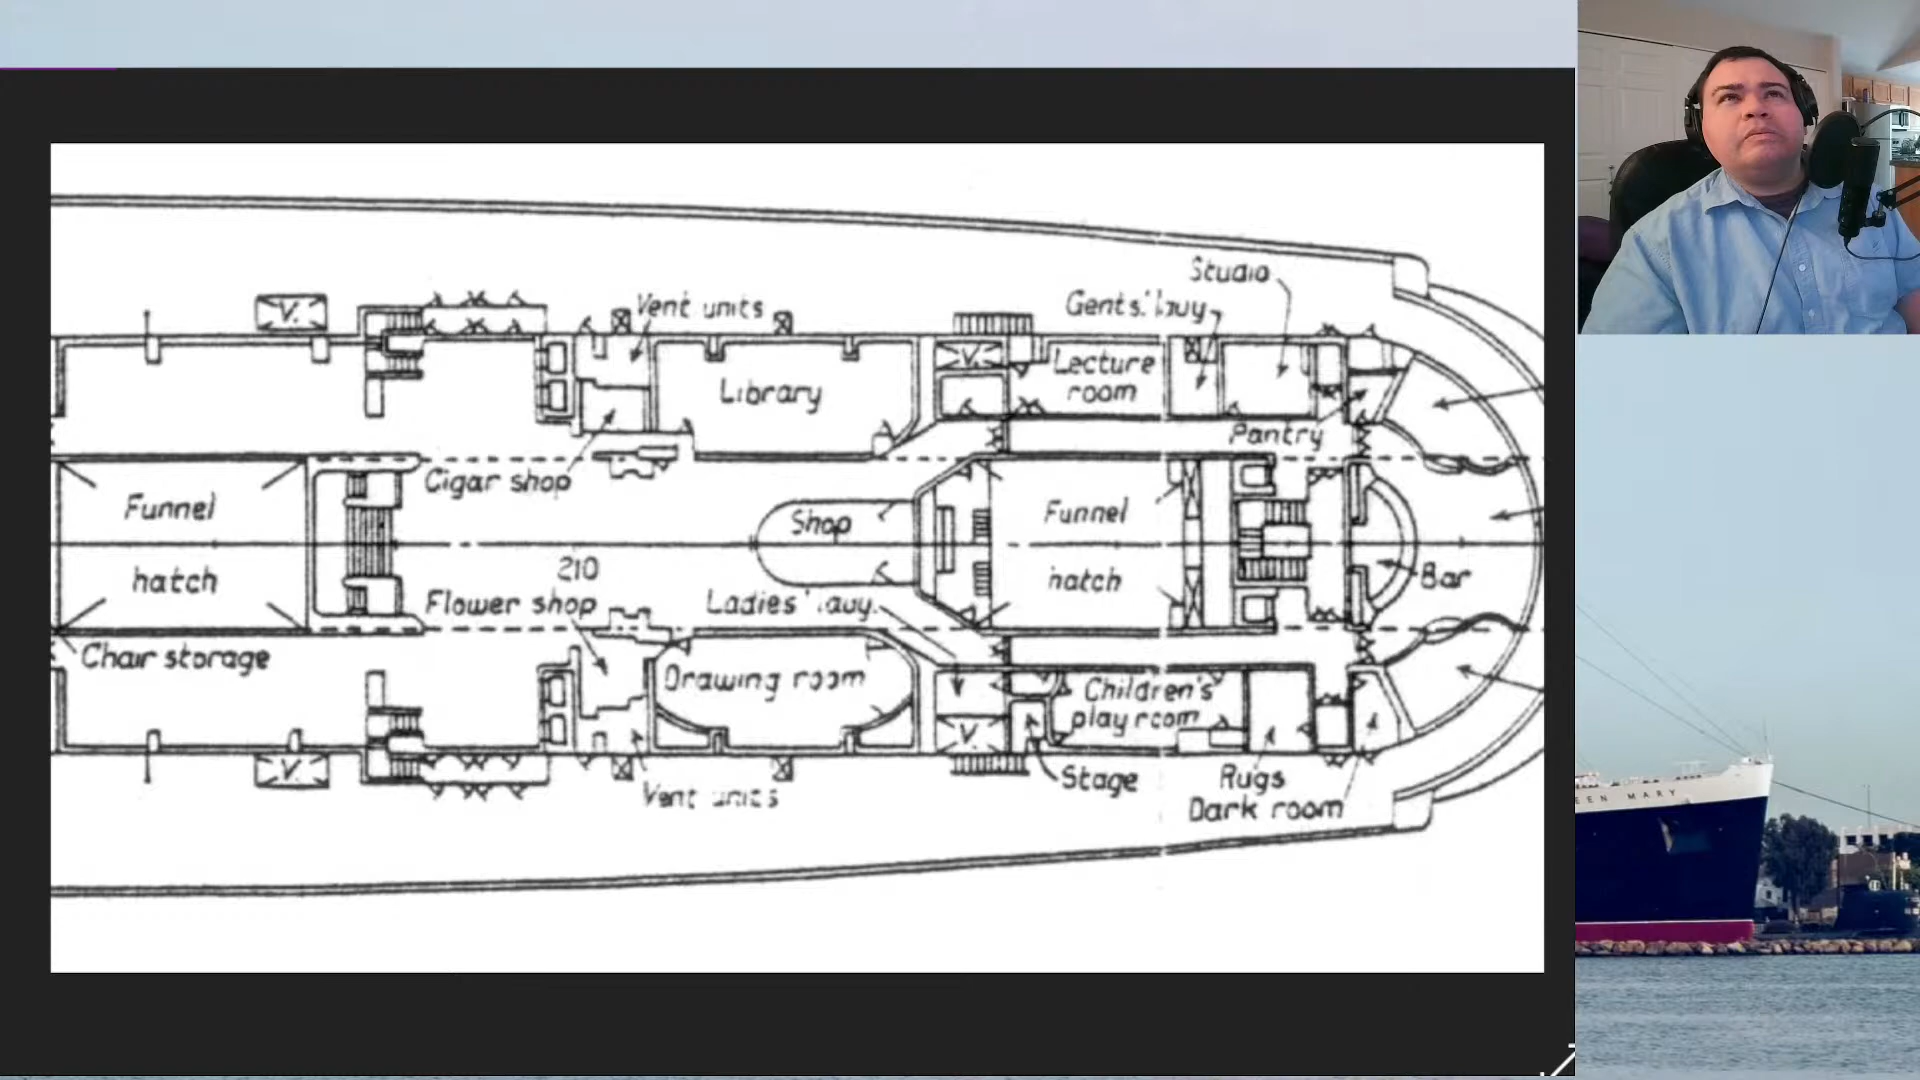 Studio
V.
Vent units
Gents.' lavy.
V.
Lecture
room
Library
Pantry
Cigar shop
Funnel
hatch
Shop
Funnel
hatch
210
Bar
Flower shop
Ladies' lavy.
Chair storage
Drawing room
Children's
play room
V.
V.
Vent units
Stage
Rugs
Dark room
EEN MARY